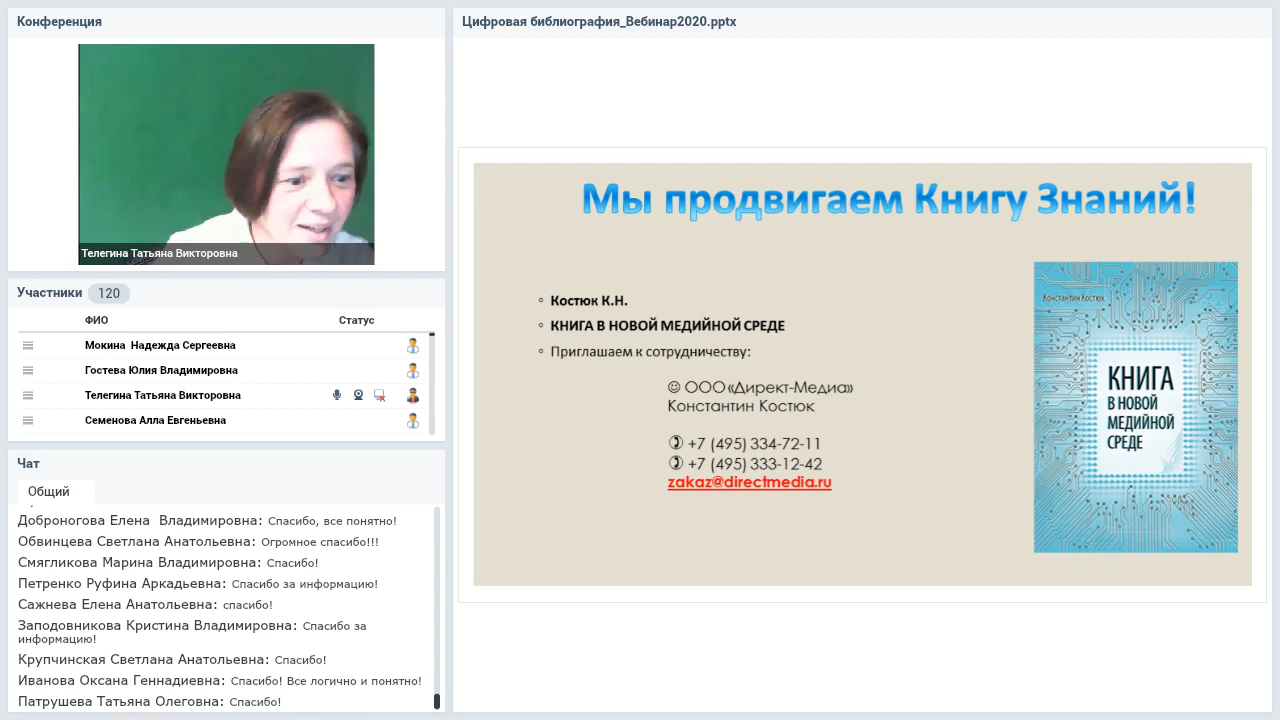 Конференция
Телегина Татьяна Викторовна
Участники 120
ФИО Статус
Мокина Надежда Сергеевна
Гостева Юлия Владимировна
Телегина Татьяна Викторовна
Семенова Алла Евгеньевна
Чат
Общий
Доброногова Елена Владимировна: Спасибо, все понятно!
Обвинцева Светлана Анатольевна: Огромное спасибо!!!
Смягликова Марина Владимировна: Спасибо!
Петренко Руфина Аркадьевна: Спасибо за информацию!
Сажнева Елена Анатольевна: спасибо!
Заподовникова Кристина Владимировна: Спасибо за
информацию!
Крупчинская Светлана Анатольевна: Спасибо!
Иванова Оксана Геннадиевна: Спасибо! Все логично и понятно!
Патрушева Татьяна Олеговна: Спасибо!
Цифровая библиография_Вебинар2020.pptx
Мы продвигаем Книгу Знаний!
◦ Костюк К.Н.
◦ КНИГА В НОВОЙ МЕДИЙНОЙ СРЕДЕ
◦ Приглашаем к сотрудничеству:
☺ ООО «Директ-Медиа»
Константин Костюк
✆ +7 (495) 334-72-11
✆ +7 (495) 333-12-42
zakaz@directmedia.ru
Константин Костюк
КНИГА
В НОВОЙ
МЕДИЙНОЙ
СРЕДЕ